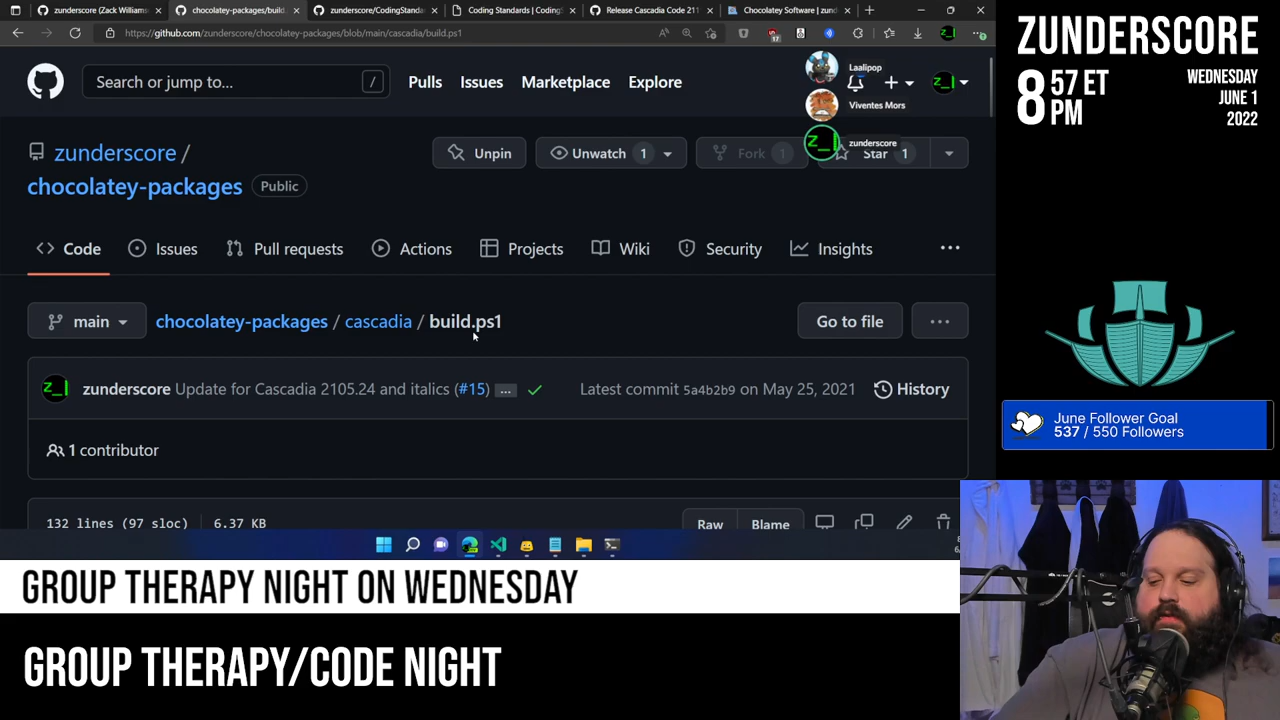 zunderscore (Zack Williams
chocolatey-packages/build.
zunderscore/CodingStanda
Coding Standards | CodingS
Release Cascadia Code 211
Chocolatey Software | zund
https://github.com/zunderscore/chocolatey-packages/blob/main/cascadia/build.ps1
17
Search or jump to...
/
Pulls
Issues
Marketplace
Explore
Laalipop
Viventes Mors
zunderscore
zunderscore /
chocolatey-packages
Public
Unpin
Unwatch 1
Fork 1
Star 1
Code
Issues
Pull requests
Actions
Projects
Wiki
Security
Insights
main
chocolatey-packages / cascadia / build.ps1
Go to file
zunderscore Update for Cascadia 2105.24 and italics (#15) ...
Latest commit 5a4b2b9 on May 25, 2021
History
1 contributor
132 lines (97 sloc)
6.37 KB
Raw
Blame
GROUP THERAPY NIGHT ON WEDNESDAY
GROUP THERAPY/CODE NIGHT
ZUNDERSCORE
8 57 ET PM
WEDNESDAY
JUNE 1
2022
June Follower Goal
537 / 550 Followers